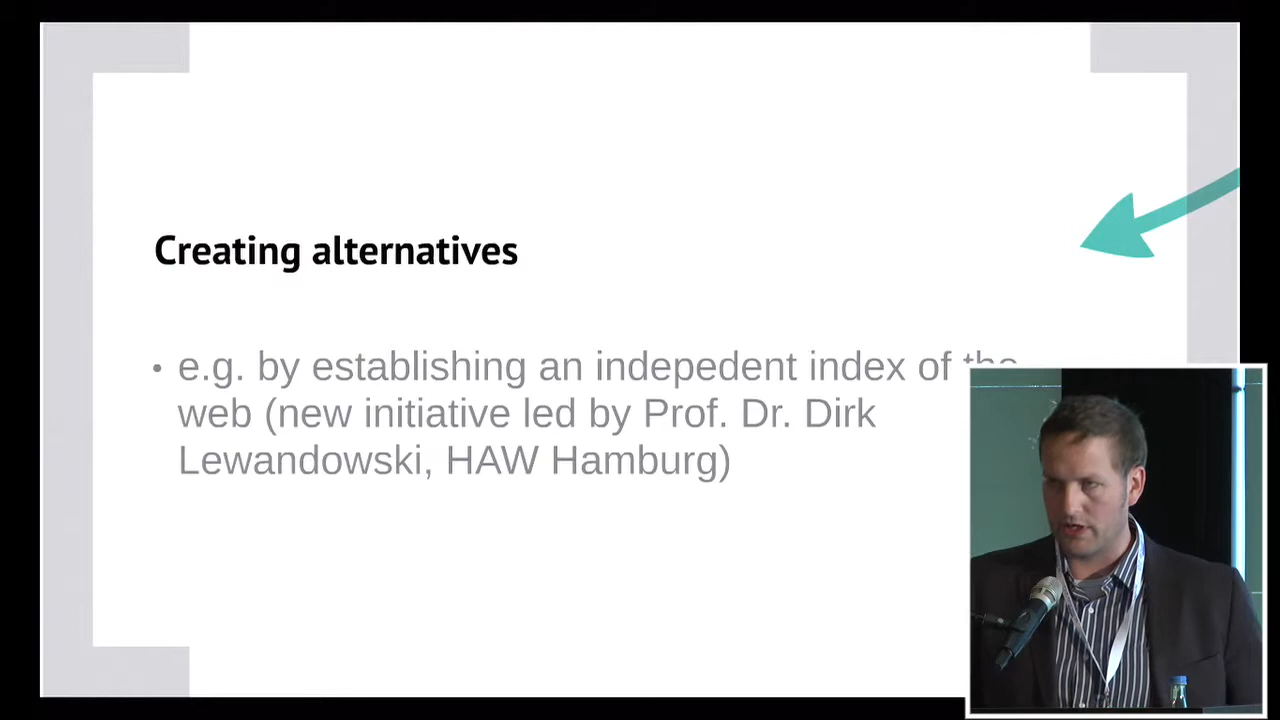 Creating alternatives
• e.g. by establishing an indepedent index of the
web (new initiative led by Prof. Dr. Dirk
Lewandowski, HAW Hamburg)